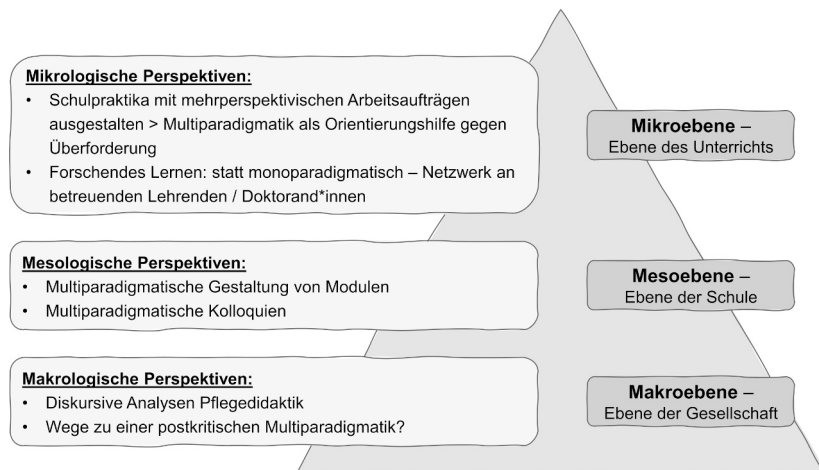 Mikrologische Perspektiven:
• Schulpraktika mit mehrperspektivischen Arbeitsaufträgen
ausgestalten > Multiparadigmatik als Orientierungshilfe gegen
Überforderung
• Forschendes Lernen: statt monoparadigmatisch – Netzwerk an
betreuenden Lehrenden / Doktorand*innen
Mikroebene –
Ebene des Unterrichts
Mesologische Perspektiven:
• Multiparadigmatische Gestaltung von Modulen
• Multiparadigmatische Kolloquien
Mesoebene –
Ebene der Schule
Makrologische Perspektiven:
• Diskursive Analysen Pflegedidaktik
• Wege zu einer postkritischen Multiparadigmatik?
Makroebene –
Ebene der Gesellschaft